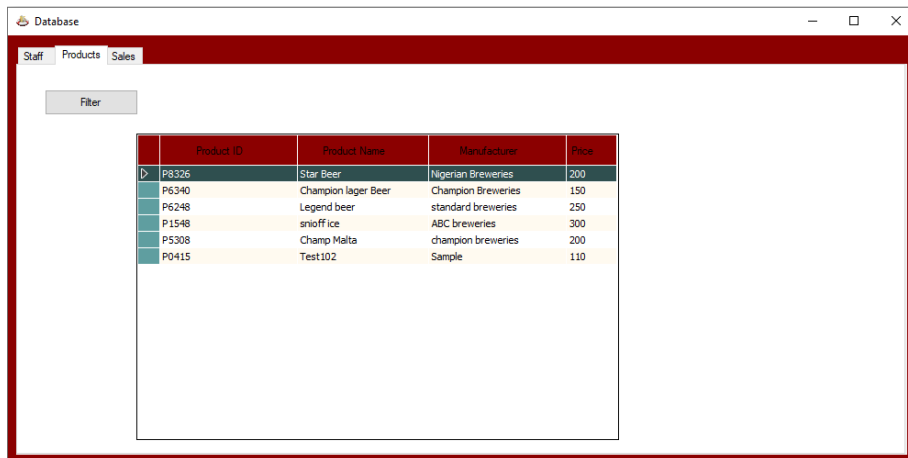 Database
Staff Products Sales
Filter
Product ID Product Name Manufacturer Price
P8326 Star Beer Nigerian Breweries 200
P6340 Champion lager Beer Champion Breweries 150
P6248 Legend beer standard breweries 250
P1548 snioff ice ABC breweries 300
P5308 Champ Malta champion breweries 200
P0415 Test102 Sample 110